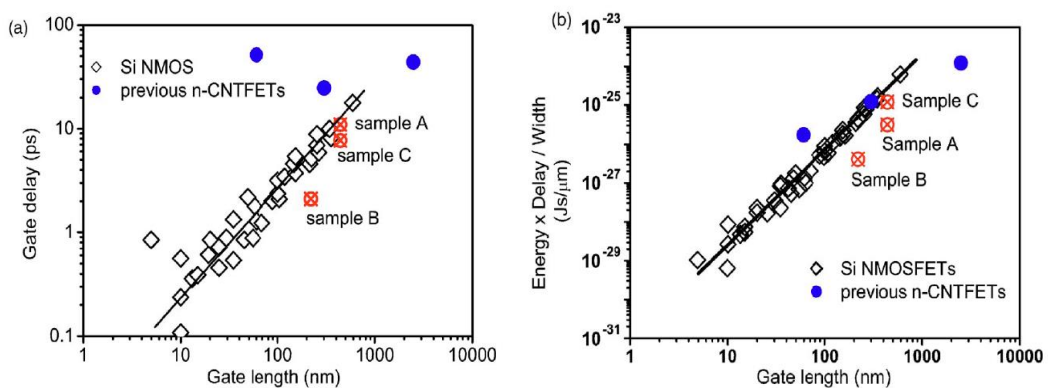 (a)
100
10
1
0.1
Gate delay (ps)
Si NMOS
previous n-CNTFETs
sample A
sample C
sample B
1
10
100
1000
10000
Gate length (nm)
(b)
10-23
10-25
10-27
10-29
10-31
Energy x Delay / Width
(Js/μm)
Sample C
Sample A
Sample B
Si NMOSFETs
previous n-CNTFETs
1
10
100
1000
10000
Gate length (nm)